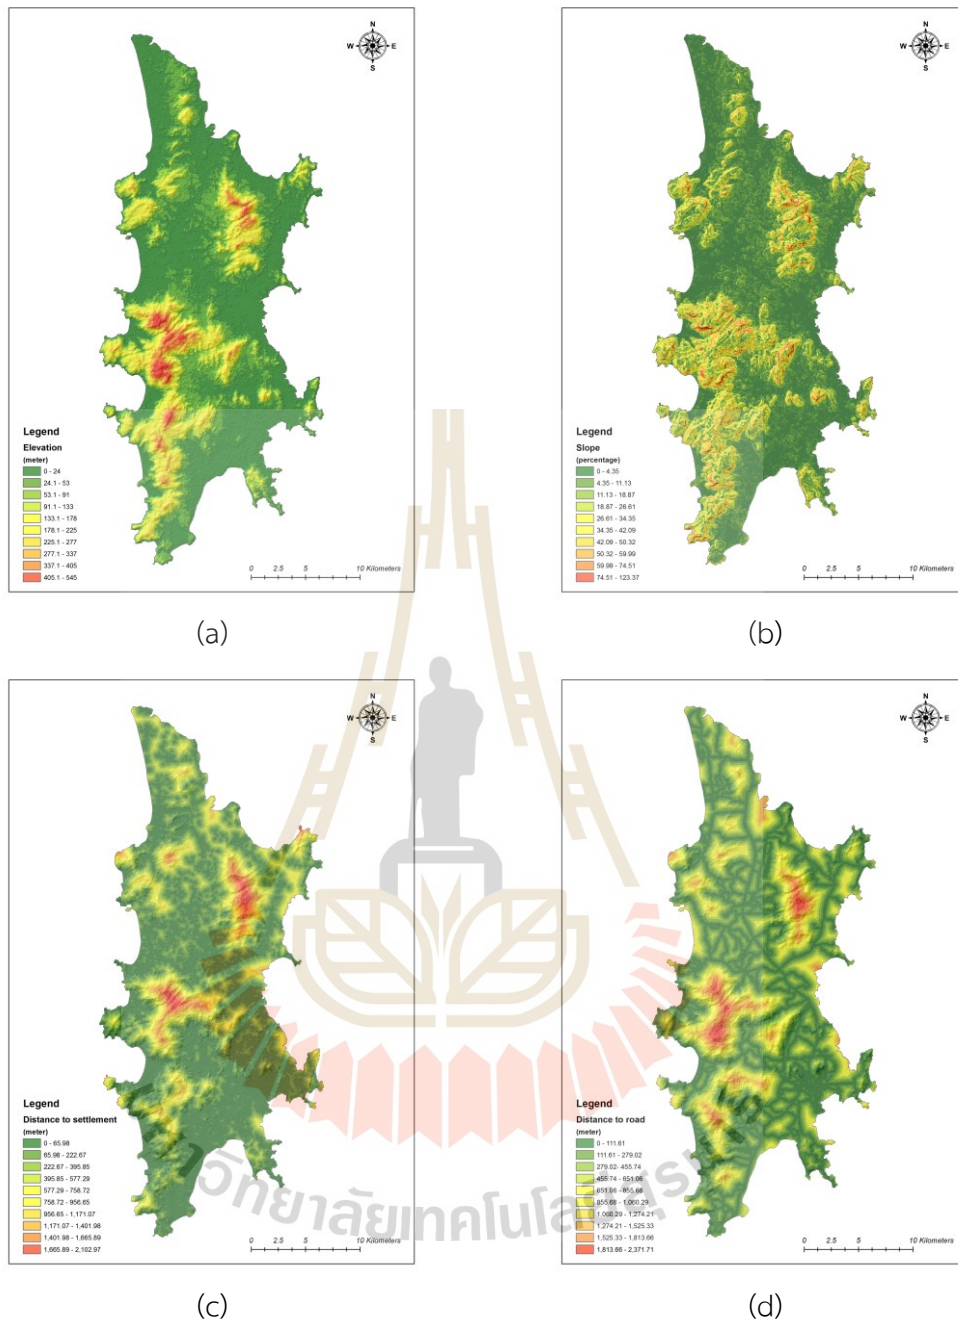 N
W E
S
Legend
Elevation
(meter)
0 - 24
24.1 - 53
53.1 - 91
91.1 - 133
133.1 - 178
178.1 - 225
225.1 - 277
277.1 - 337
337.1 - 405
405.1 - 545
0 2.5 5 10 Kilometers
(a)
N
W E
S
Legend
Slope
(percentage)
0 - 4.35
4.35 - 11.13
11.13 - 18.87
18.87 - 26.61
26.61 - 34.35
34.35 - 42.09
42.09 - 50.32
50.32 - 59.99
59.99 - 74.51
74.51 - 123.37
0 2.5 5 10 Kilometers
(b)
N
W E
S
Legend
Distance to settlement
(meter)
0 - 65.98
65.98 - 222.67
222.67 - 395.85
395.85 - 577.29
577.29 - 758.72
758.72 - 956.65
956.65 - 1,171.07
1,171.07 - 1,401.98
1,401.98 - 1,665.89
1,665.89 - 2,102.97
0 2.5 5 10 Kilometers
(c)
N
W E
S
Legend
Distance to road
(meter)
0 - 111.61
111.61 - 279.02
279.02- 455.74
455.74 - 651.06
651.06 - 855.68
855.68 - 1,060.29
1,060.29 - 1,274.21
1,274.21 - 1,525.33
1,525.33 - 1,813.66
1,813.66 - 2,371.71
0 2.5 5 10 Kilometers
(d)